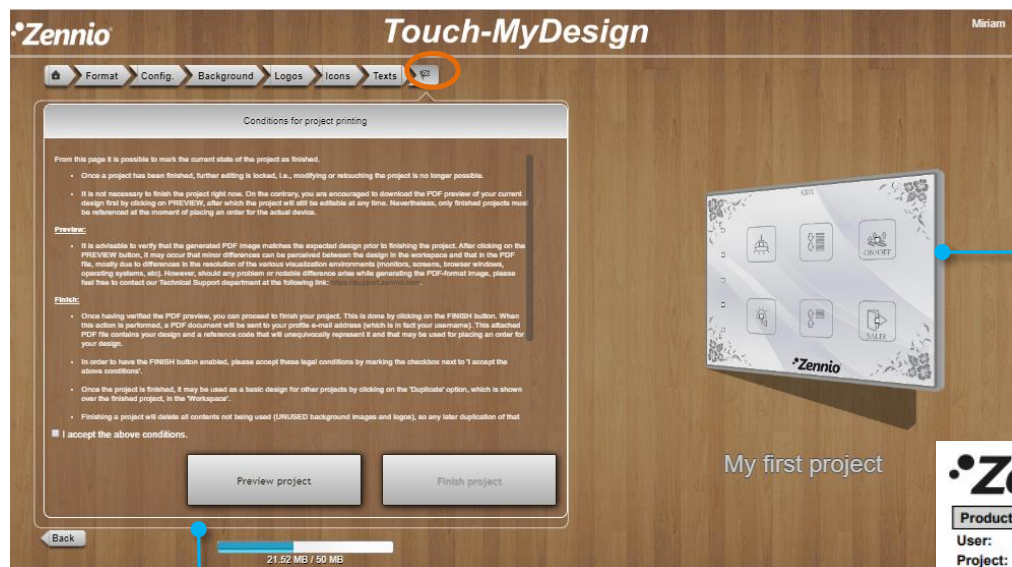 Zennio
Touch-MyDesign
Miriam
Format Config. Background Logos Icons Texts
Conditions for project printing
From this page it is possible to mark the current state of the project as finished.
• Once a project has been finished, further editing is locked, i.e., modifying or retouching the project is no longer possible.
• It is not necessary to finish the project right now. On the contrary, you are encouraged to download the PDF preview of your current
design first by clicking on PREVIEW, after which the project will still be editable at any time. Nevertheless, only finished projects must
be referenced at the moment of placing an order for the actual device.
Preview:
• It is advisable to verify that the generated PDF image matches the expected design prior to finishing the project. After clicking on the
PREVIEW button, it may occur that minor differences can be perceived between the design in the workspace and that in the PDF
file, mostly due to differences in the resolution of the various visualization environments (monitors, screens, browser windows,
operating systems, etc). However, should any problem or notable difference arise while generating the PDF-format image, please
feel free to contact our Technical Support department at the following link: https://support.zennio.com.
Finish:
• Once having verified the PDF preview, you can proceed to finish your project. This is done by clicking on the FINISH button. When
this action is performed, a PDF document will be sent to your profile e-mail address (which is in fact your username). This attached
PDF file contains your design and a reference code that will unequivocally represent it and that may be used for placing an order for
your design.
• In order to have the FINISH button enabled, please accept these legal conditions by marking the checkbox next to 'I accept the
above conditions'.
• Once the project is finished, it may be used as a basic design for other projects by clicking on the 'Duplicate' option, which is shown
over the finished project, in the 'Workspace'.
• Finishing a project will delete all contents not being used (UNUSED background images and logos), so any later duplication of that
I accept the above conditions.
Preview project
Finish project
Back
21.52 MB / 50 MB
ON/OFF
SALIR
Zennio
My first project
Product
User:
Project: